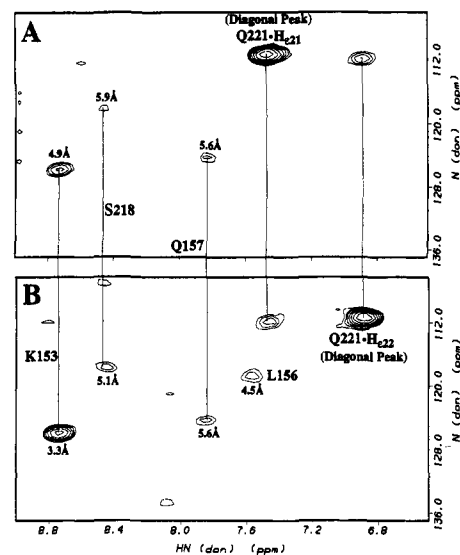 A
(Diagonal Peak)
Q221·Hε21
112.0
5.9Å
120.0
5.6Å
4.9Å
128.0
S218
Q157
136.0
N (don) (ppm)
B
112.0
Q221·Hε22
(Diagonal Peak)
K153
L156
5.1Å
4.5Å
120.0
5.6Å
3.3Å
128.0
136.0
N (don) (ppm)
8.8 8.4 8.0 7.6 7.2 6.8
HN (don) (ppm)